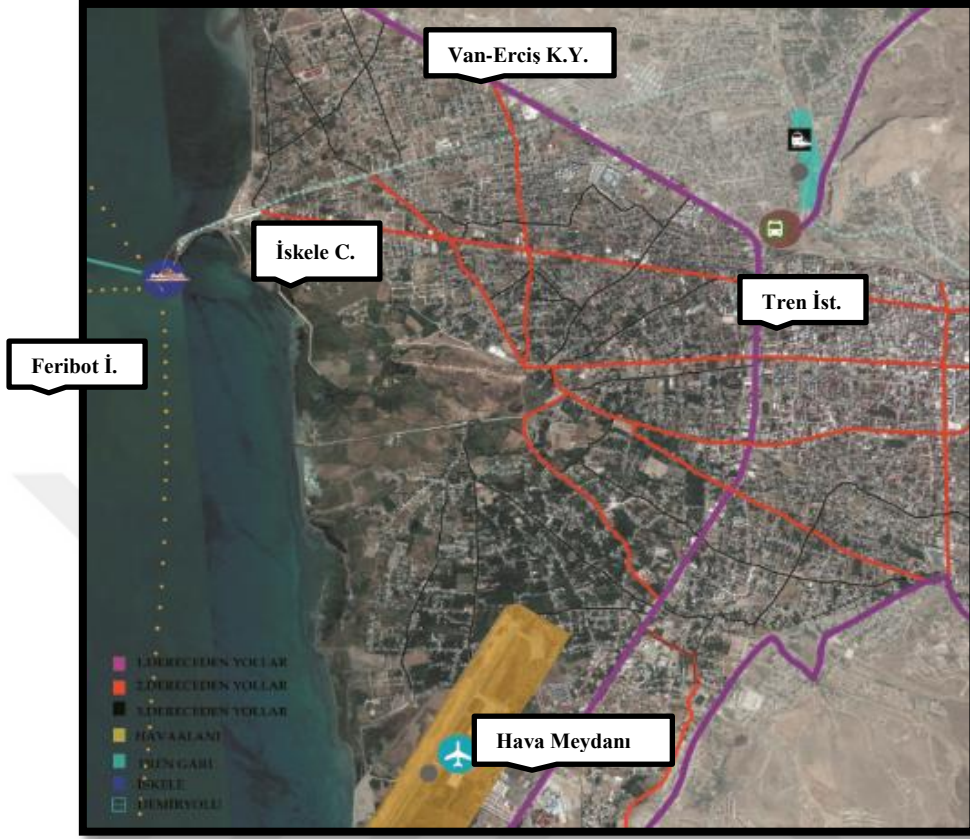 Van-Erciş K.Y.
İskele C.
Tren İst.
Feribot İ.
1.DERECEDEN YOLLAR
2.DERECEDEN YOLLAR
3.DERECEDEN YOLLAR
HAVAALANI
Hava Meydanı
TREN GARI
İSKELE
DEMİRYOLU